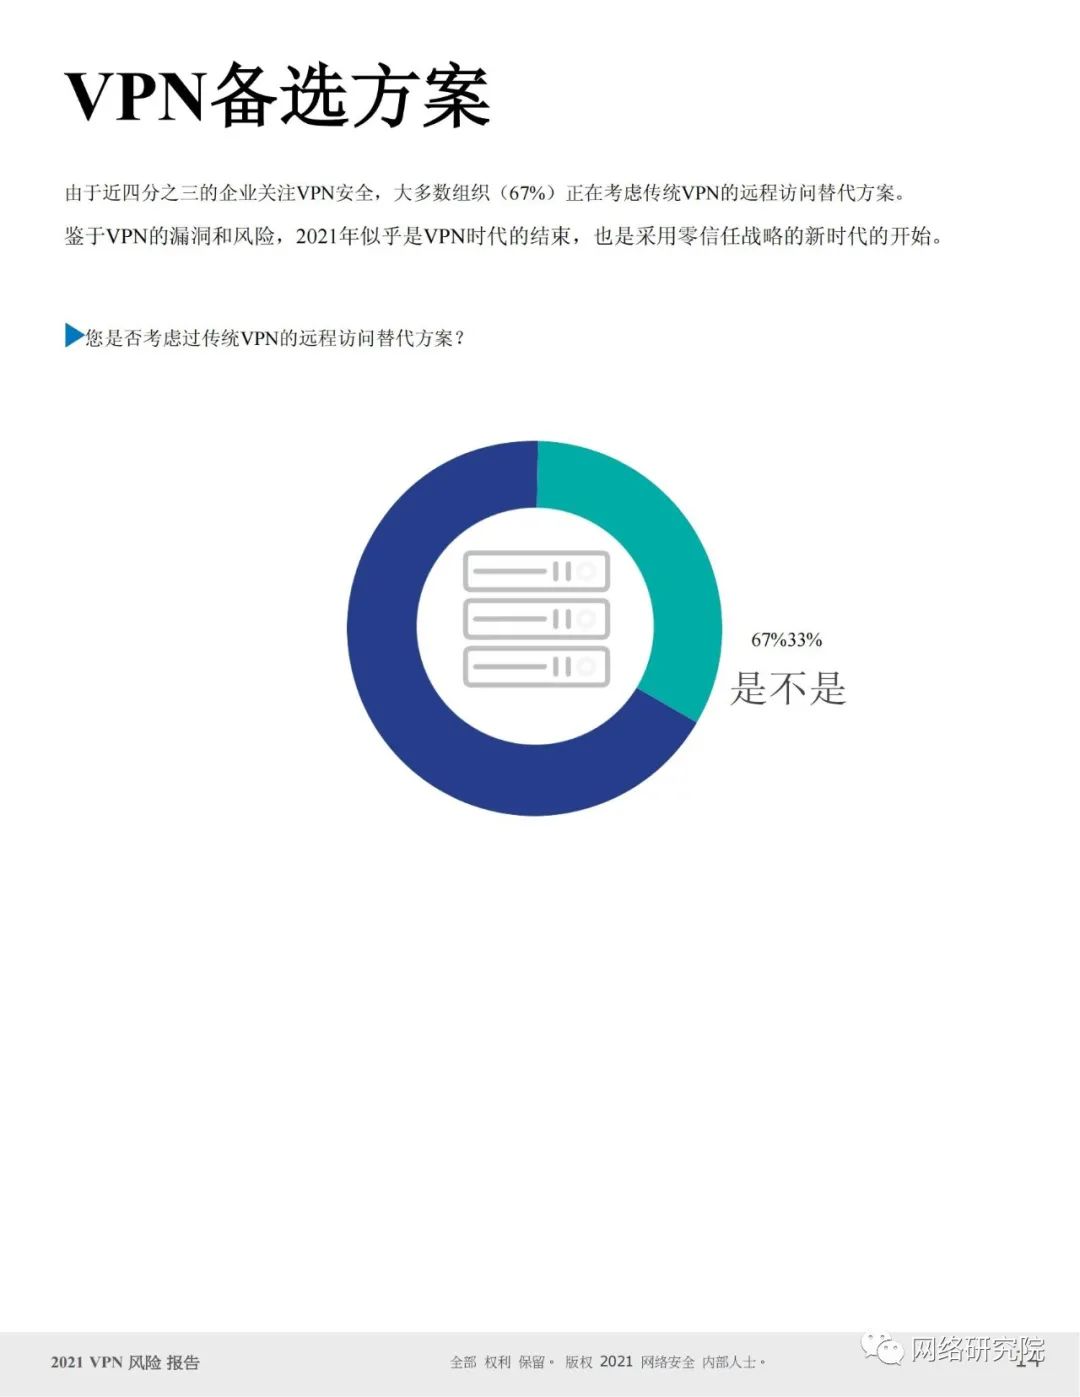 VPN备选方案
由于近四分之三的企业关注VPN安全，大多数组织（67%）正在考虑传统VPN的远程访问替代方案。
鉴于VPN的漏洞和风险，2021年似乎是VPN时代的结束，也是采用零信任战略的新时代的开始。
您是否考虑过传统VPN的远程访问替代方案？
67%33%
是不是
2021 VPN 风险 报告
全部 权利 保留。 版权 2021 网络安全 内部人士。
网络研究院
14